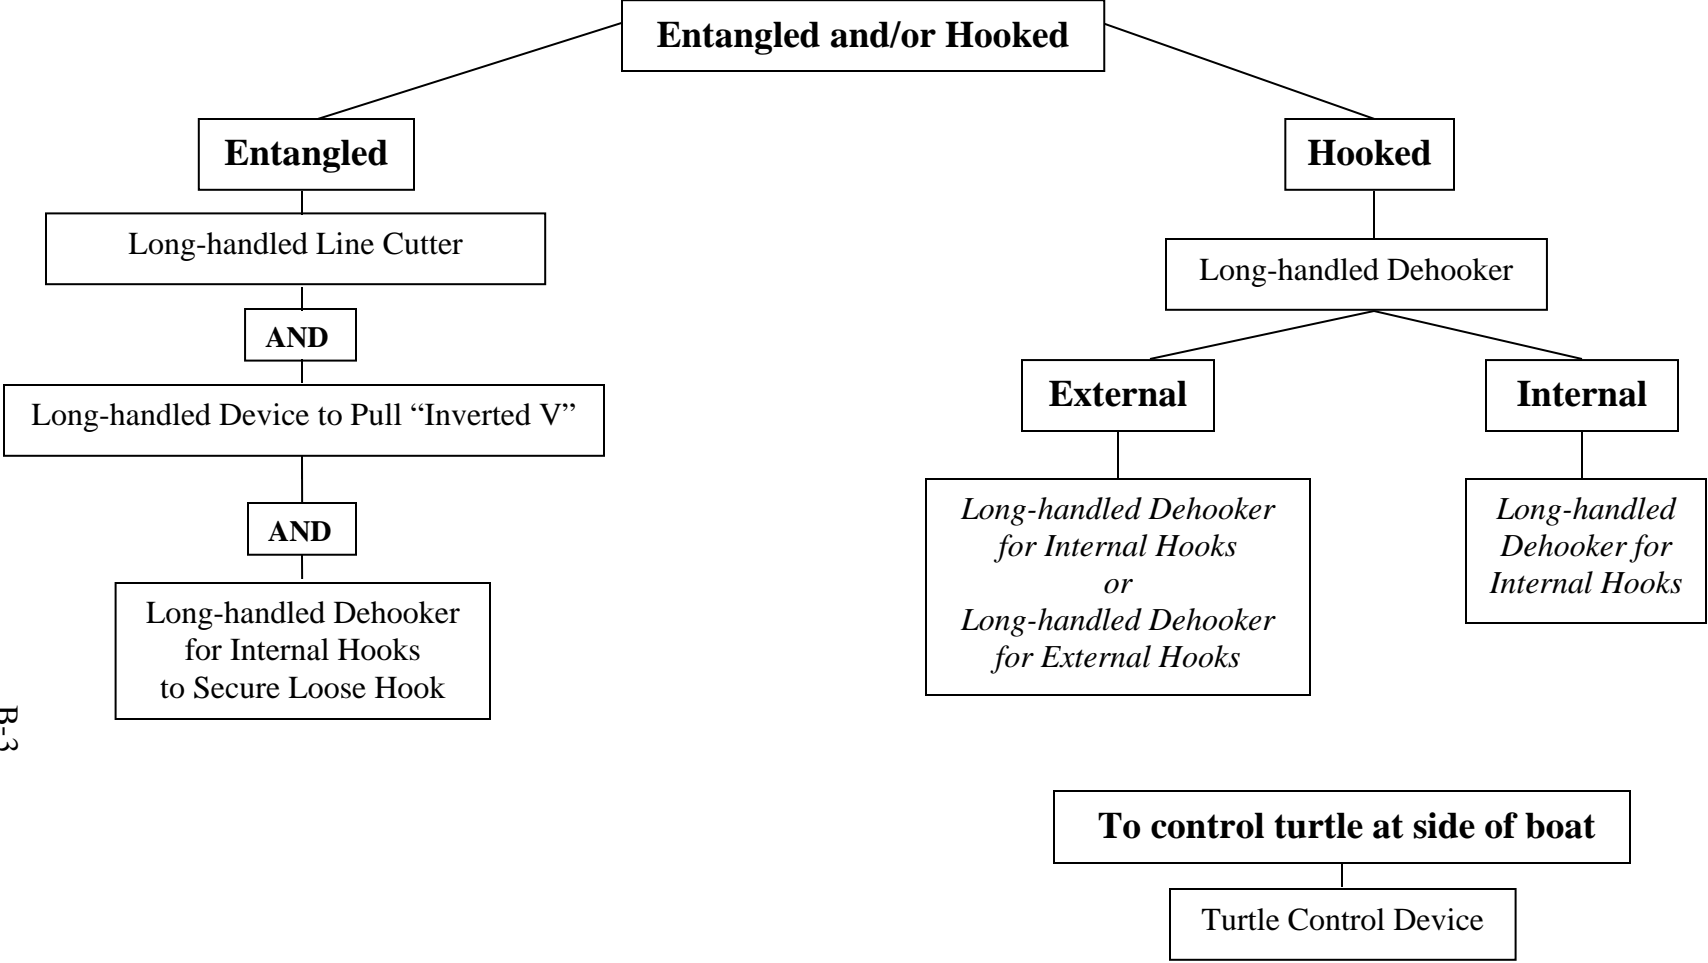 Entangled and/or Hooked
Entangled
Long-handled Line Cutter
AND
Long-handled Device to Pull “Inverted V”
AND
Long-handled Dehooker
for Internal Hooks
to Secure Loose Hook
Hooked
Long-handled Dehooker
External
Long-handled Dehooker
for Internal Hooks
or
Long-handled Dehooker
for External Hooks
Internal
Long-handled
Dehooker for
Internal Hooks
To control turtle at side of boat
Turtle Control Device
B-3